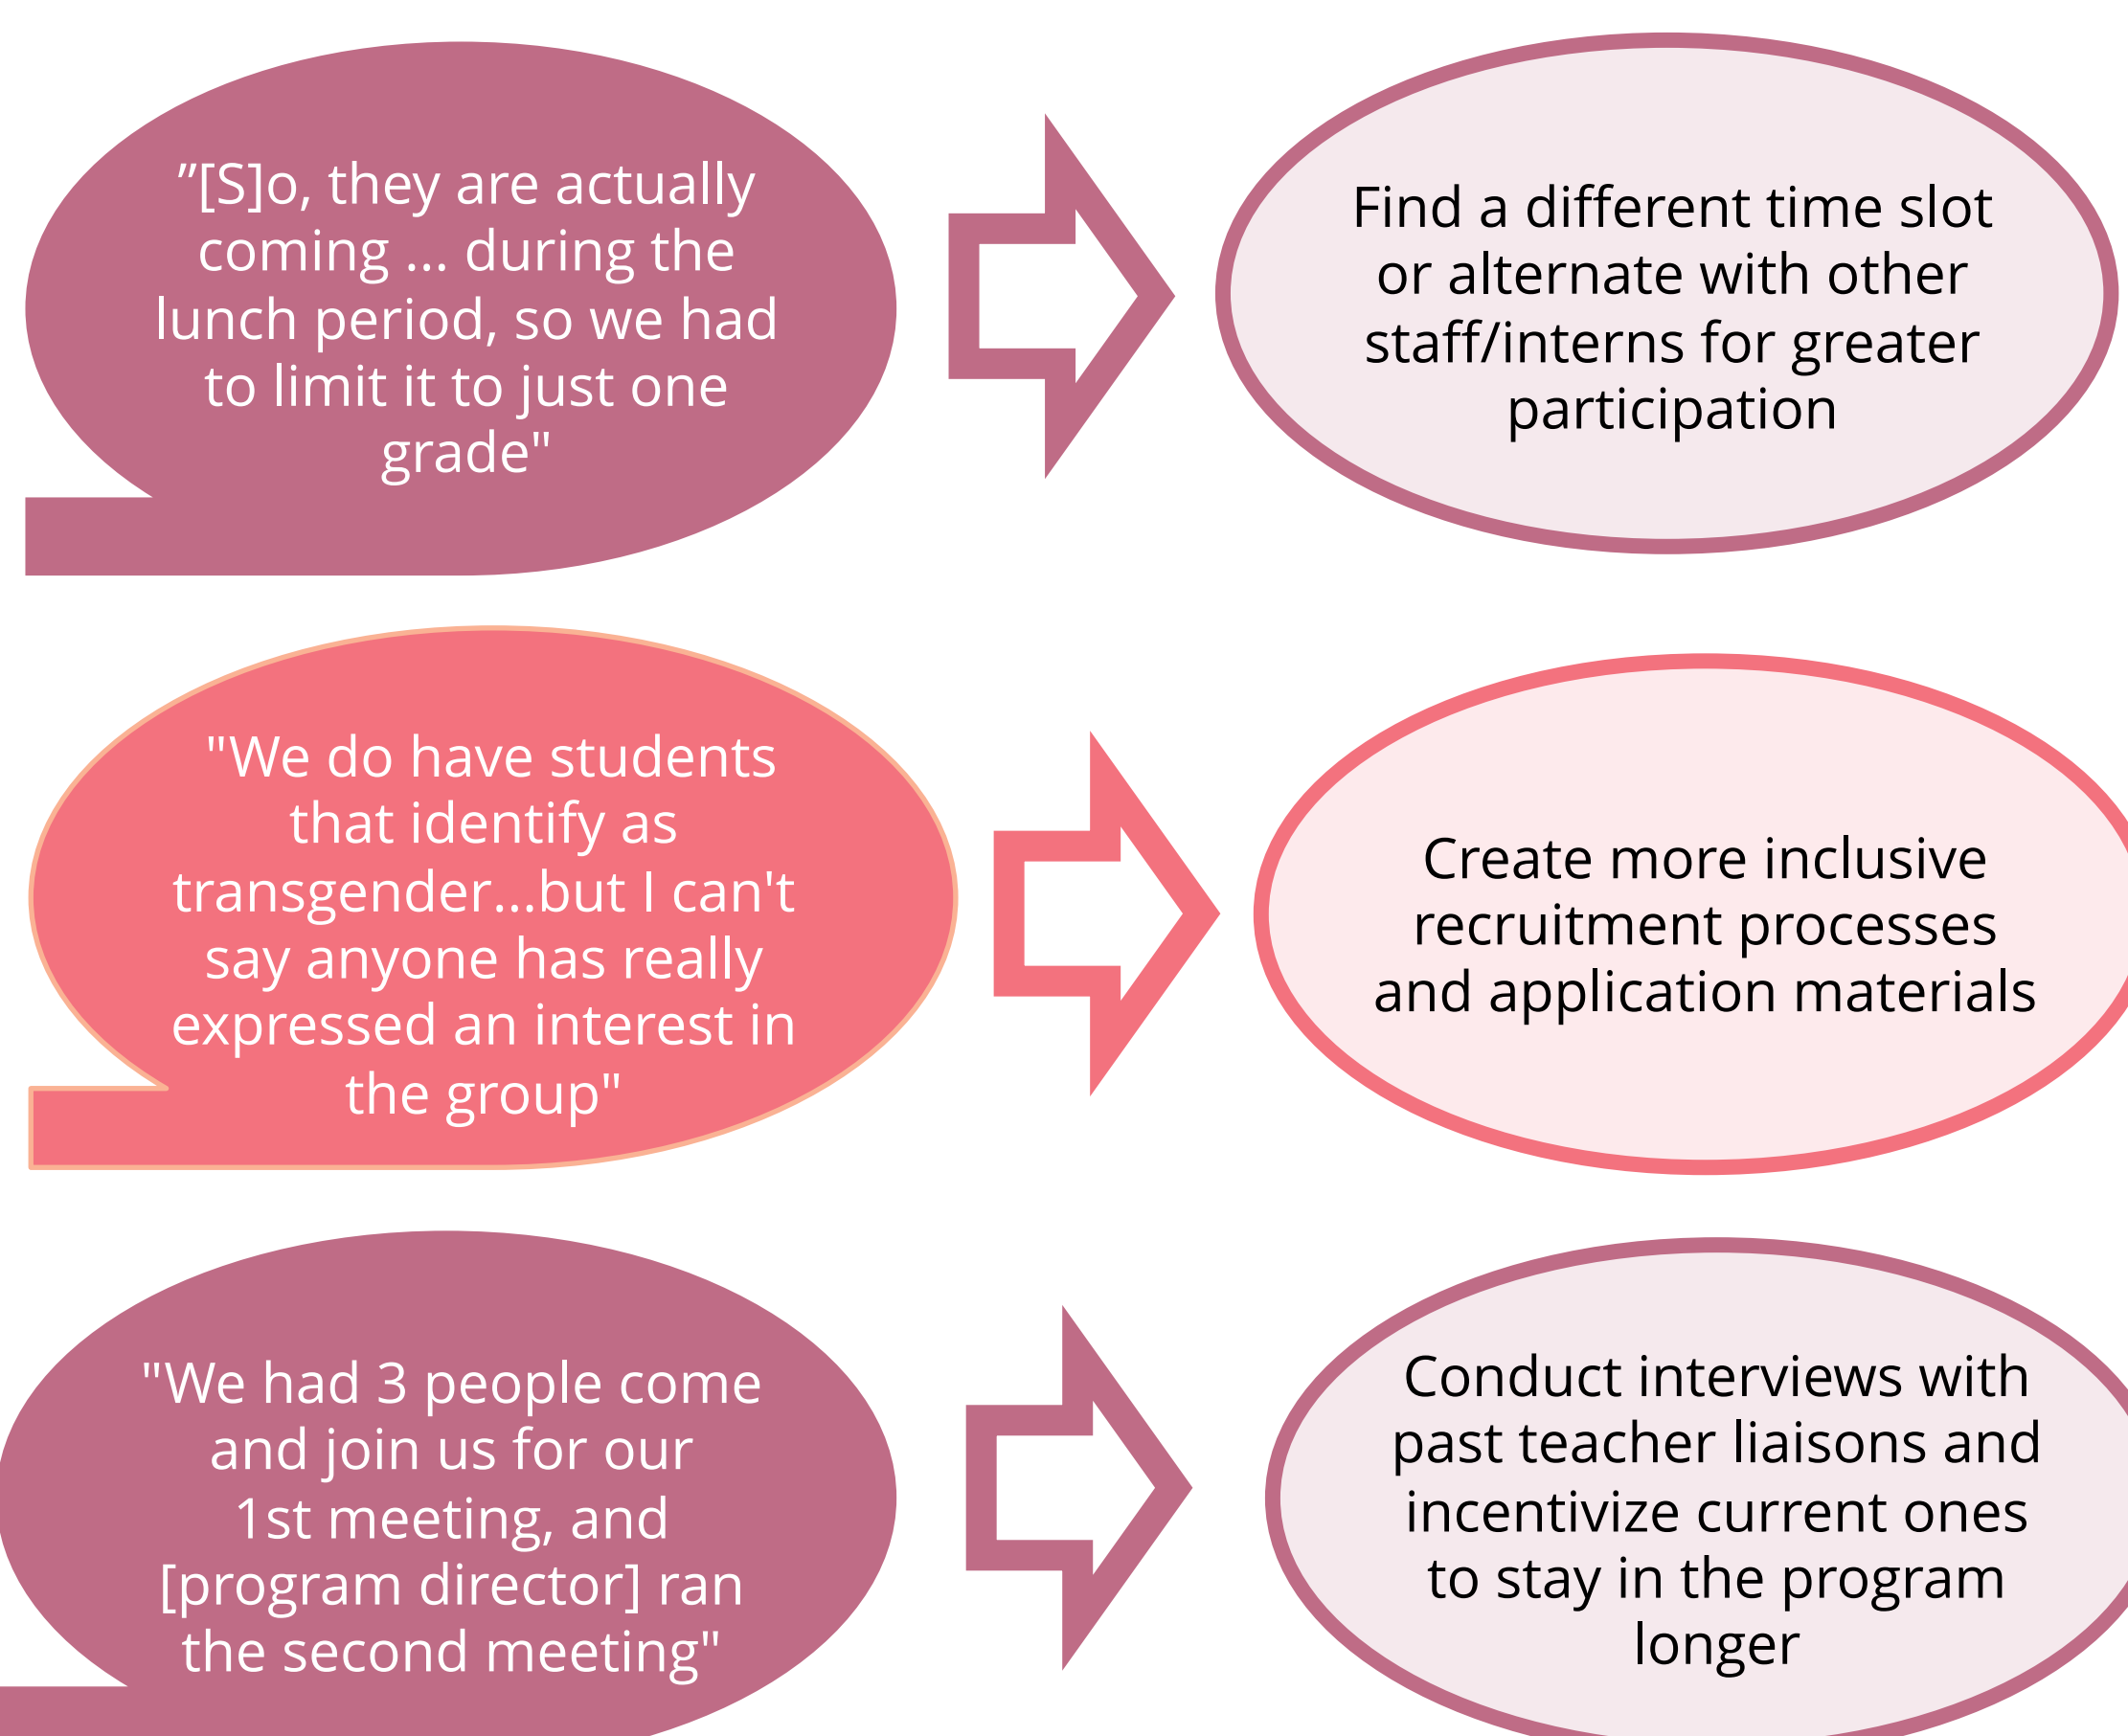 ”[S]o, they are actually
coming ... during the
lunch period, so we had
to limit it to just one
grade"
Find a different time slot
or alternate with other
staff/interns for greater
participation
"We do have students
that identify as
transgender...but I can't
say anyone has really
expressed an interest in
the group"
Create more inclusive
recruitment processes
and application materials
"We had 3 people come
and join us for our
1st meeting, and
[program director] ran
the second meeting"
Conduct interviews with
past teacher liaisons and
incentivize current ones
to stay in the program
longer